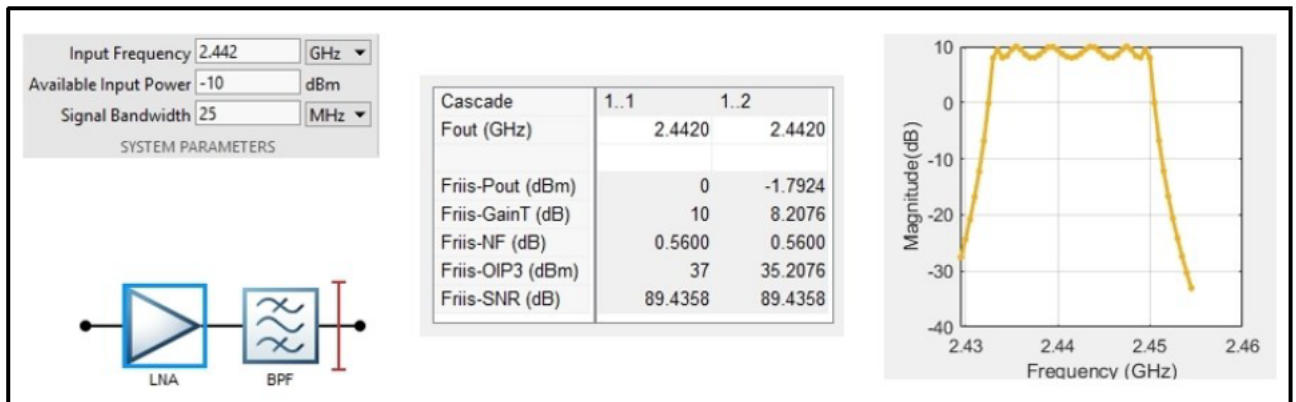 Input Frequency 2.442 GHz
Available Input Power -10 dBm
Signal Bandwidth 25 MHz
SYSTEM PARAMETERS
LNA BPF
Cascade 1..1 1..2
Fout (GHz) 2.4420 2.4420
Friis-Pout (dBm) 0 -1.7924
Friis-GainT (dB) 10 8.2076
Friis-NF (dB) 0.5600 0.5600
Friis-OIP3 (dBm) 37 35.2076
Friis-SNR (dB) 89.4358 89.4358
Magnitude(dB)
10
0
-10
-20
-30
-40
2.43 2.44 2.45 2.46
Frequency (GHz)